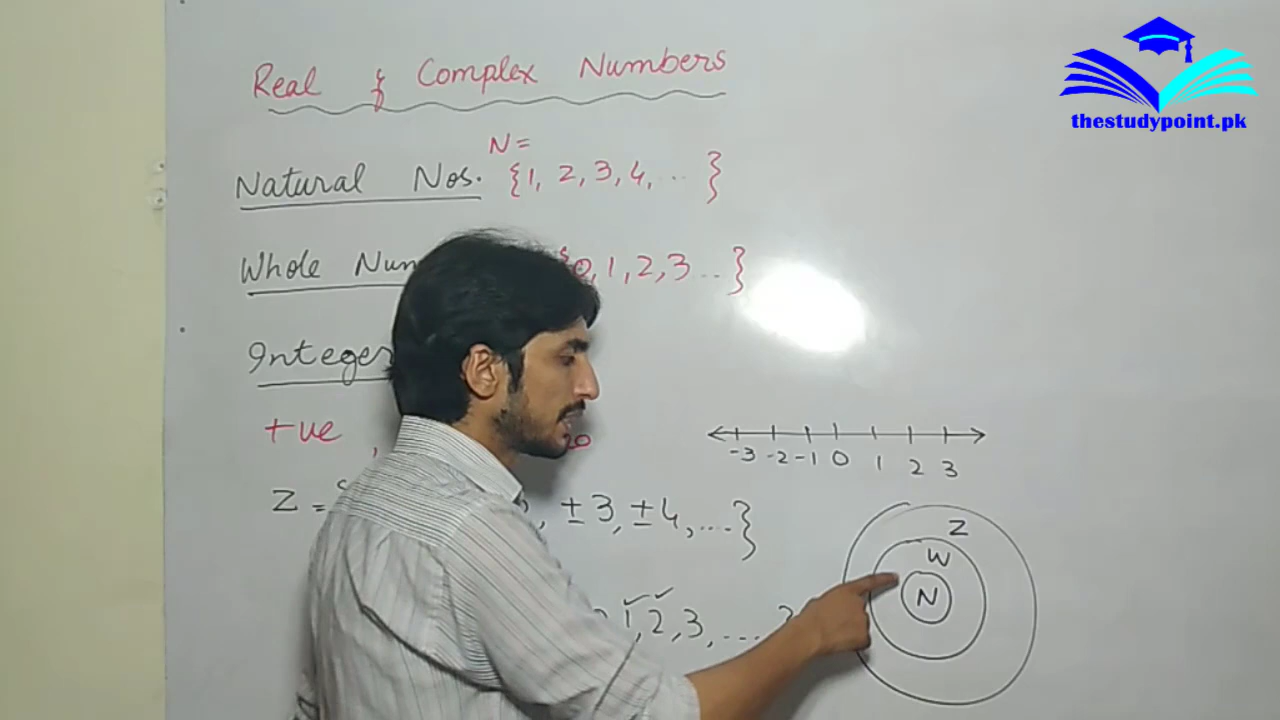 thestudypoint.pk
Real & Complex Numbers
N =
Natural Nos. {1, 2, 3, 4, ... }
Whole Num 0, 1, 2, 3 ... }
Integer
+ve ,
-3 -2 -1 0 1 2 3
Z = { , ±3, ±4, ....}
1, 2, 3, .... }
Z
W
N